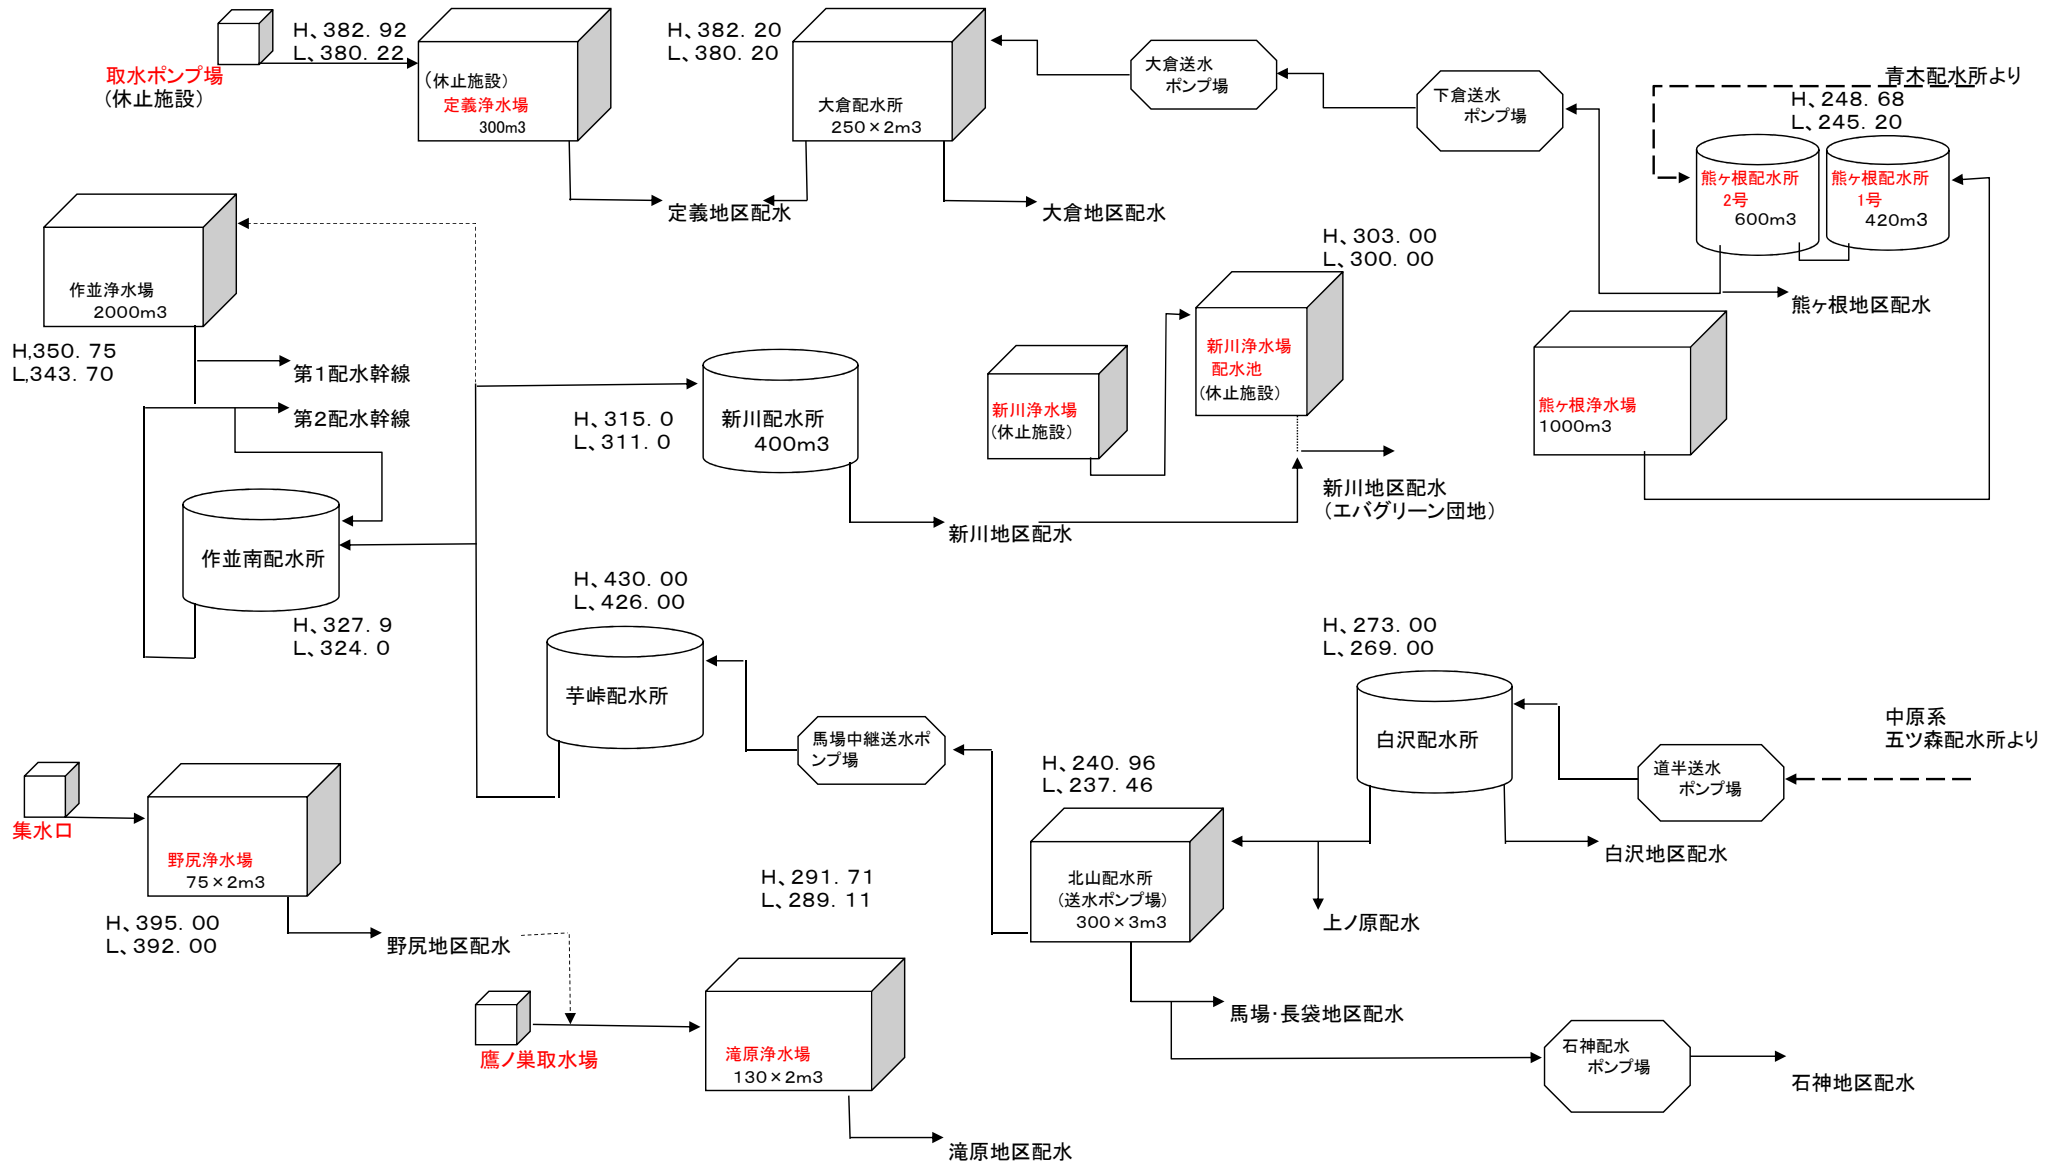 H、382．92
L、380．22
取水ポンプ場
（休止施設）
（休止施設）
定義浄水場
300m3
H、382．20
L、380．20
大倉配水所
250×2m3
大倉送水
ポンプ場
下倉送水
ポンプ場
青木配水所より
H、248．68
L、245．20
熊ヶ根配水所
2号
600m3
熊ヶ根配水所
1号
420m3
定義地区配水
大倉地区配水
熊ヶ根地区配水
作並浄水場
2000m3
H,350．75
L,343．70
第１配水幹線
第２配水幹線
H、303．00
L、300．00
新川浄水場
配水池
（休止施設）
新川浄水場
（休止施設）
熊ヶ根浄水場
1000m3
H、315．0
L、311．0
新川配水所
400m3
新川地区配水
新川地区配水
（エバグリーン団地）
作並南配水所
H、327．9
L、324．0
H、430．00
L、426．00
芋峠配水所
馬場中継送水ポ
ンプ場
H、273．00
L、269．00
白沢配水所
中原系
五ツ森配水所より
道半送水
ポンプ場
白沢地区配水
H、240．96
L、237．46
北山配水所
（送水ポンプ場）
300×3m3
上ノ原配水
集水口
野尻浄水場
75×2m3
H、395．00
L、392．00
野尻地区配水
H、291．71
L、289．11
鷹ノ巣取水場
滝原浄水場
130×2m3
滝原地区配水
馬場・長袋地区配水
石神配水
ポンプ場
石神地区配水